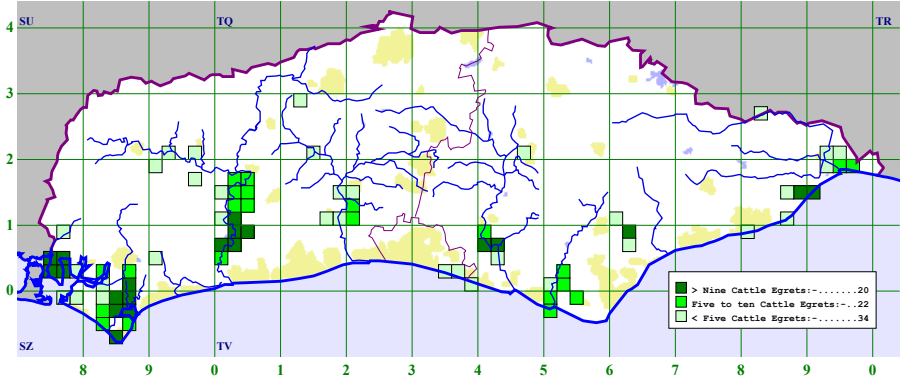 4 SU TQ TR
3
2
1
0
> Nine Cattle Egrets:-.......20
Five to ten Cattle Egrets:-..22
< Five Cattle Egrets:-.......34
SZ TV
8 9 0 1 2 3 4 5 6 7 8 9 0